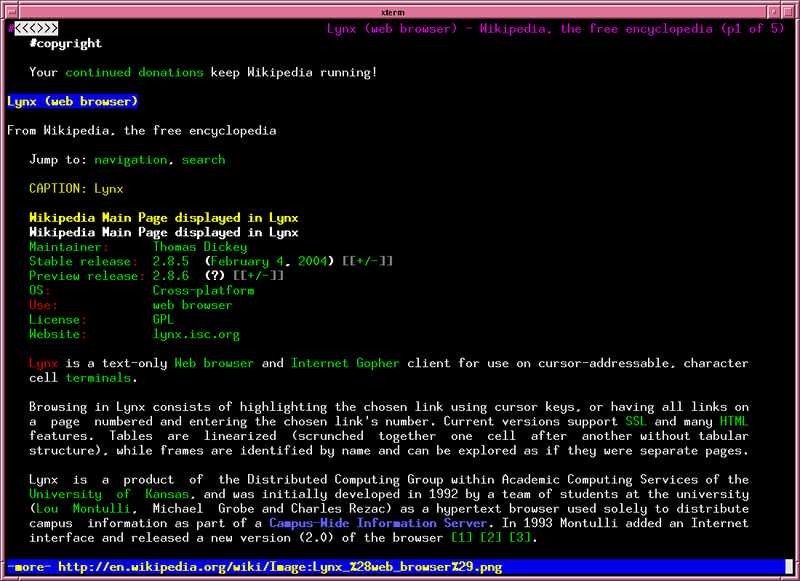 xterm
#<<<>>> Lynx (web browser) - Wikipedia, the free encyclopedia (p1 of 5)
#copyright
Your continued donations keep Wikipedia running!
Lynx (web browser)
From Wikipedia, the free encyclopedia
Jump to: navigation, search
CAPTION: Lynx
Wikipedia Main Page displayed in Lynx
Wikipedia Main Page displayed in Lynx
Maintainer: Thomas Dickey
Stable release: 2.8.5 (February 4, 2004) [[+/-]]
Preview release: 2.8.6 (?) [[+/-]]
OS: Cross-platform
Use: web browser
License: GPL
Website: lynx.isc.org
Lynx is a text-only Web browser and Internet Gopher client for use on cursor-addressable, character
cell terminals.
Browsing in Lynx consists of highlighting the chosen link using cursor keys, or having all links on
a page numbered and entering the chosen link's number. Current versions support SSL and many HTML
features. Tables are linearized (scrunched together one cell after another without tabular
structure), while frames are identified by name and can be explored as if they were separate pages.
Lynx is a product of the Distributed Computing Group within Academic Computing Services of the
University of Kansas, and was initially developed in 1992 by a team of students at the university
(Lou Montulli, Michael Grobe and Charles Rezac) as a hypertext browser used solely to distribute
campus information as part of a Campus-Wide Information Server. In 1993 Montulli added an Internet
interface and released a new version (2.0) of the browser [1] [2] [3].
-more- http://en.wikipedia.org/wiki/Image:Lynx_%28web_browser%29.png